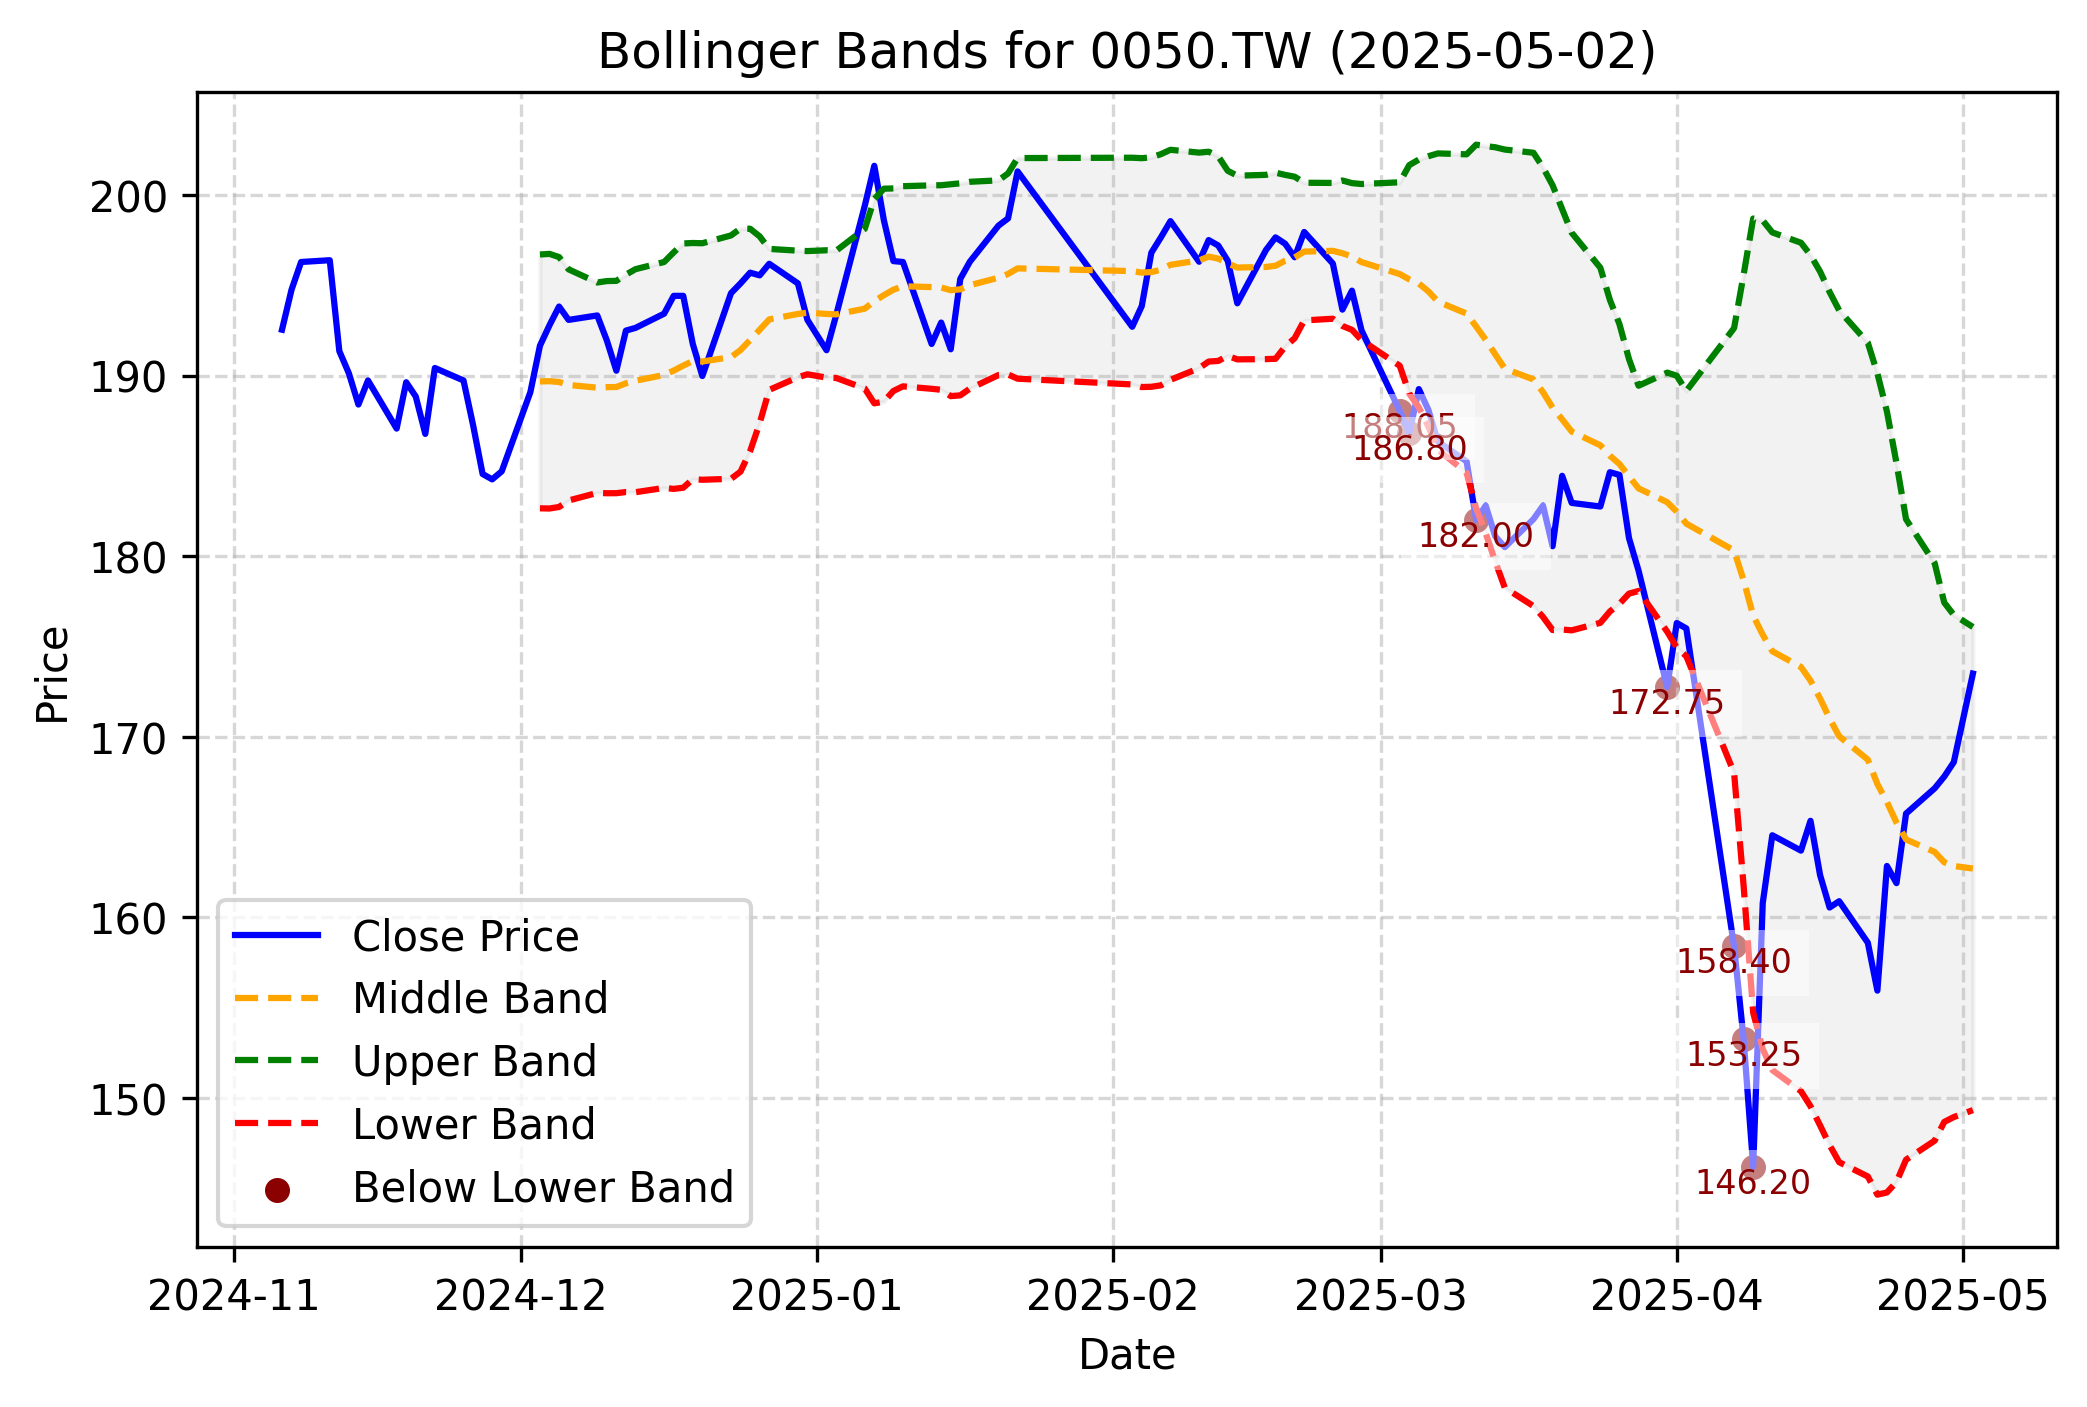 Bollinger Bands for 0050.TW (2025-05-02)
Price
200
190
180
170
160
150
188.05
186.80
182.00
172.75
158.40
153.25
146.20
Close Price
Middle Band
Upper Band
Lower Band
Below Lower Band
2024-11 2024-12 2025-01 2025-02 2025-03 2025-04 2025-05
Date